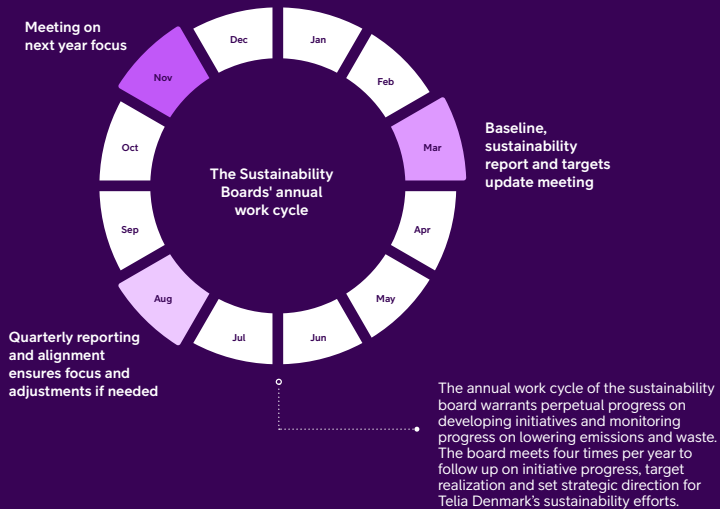 Meeting on
next year focus
Dec
Jan
Nov
Feb
Oct
Mar
Baseline,
sustainability
report and targets
update meeting
The Sustainability
Boards' annual
work cycle
Sep
Apr
Aug
May
Jul
Jun
Quarterly reporting
and alignment
ensures focus and
adjustments if needed
The annual work cycle of the sustainability
board warrants perpetual progress on
developing initiatives and monitoring
progress on lowering emissions and waste.
The board meets four times per year to
follow up on initiative progress, target
realization and set strategic direction for
Telia Denmark's sustainability efforts.